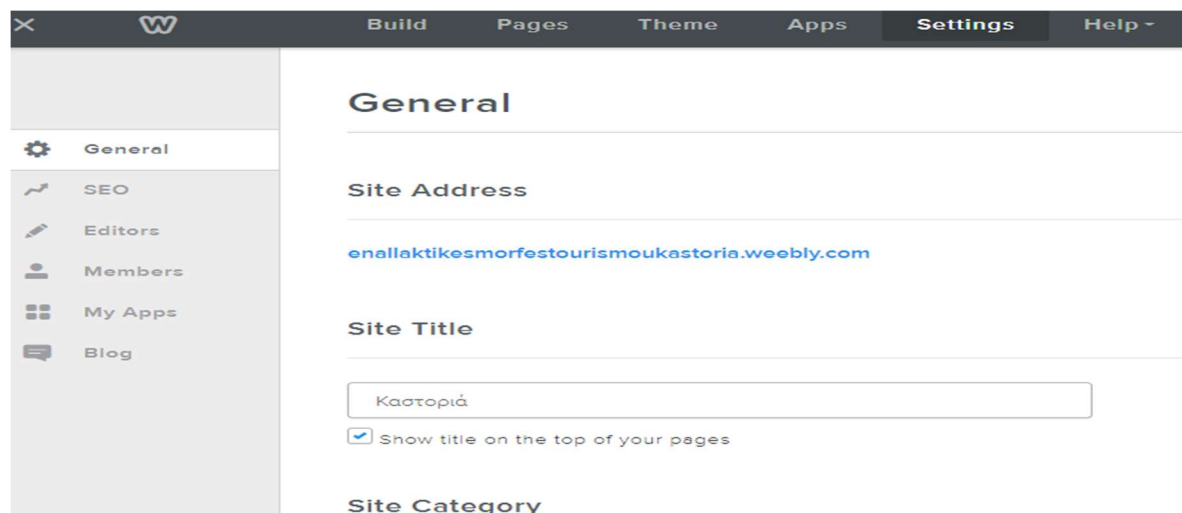 Build Pages Theme Apps Settings Help
General
General
SEO
Editors
Members
My Apps
Blog
Site Address
enallaktikesmorfestourismoukastoria.weebly.com
Site Title
Καστοριά
Show title on the top of your pages
Site Category